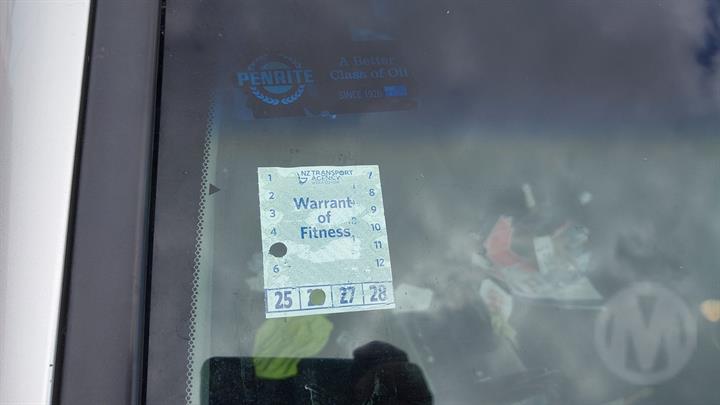 PENRITE
A Better
Class of Oil
SINCE 1926
NZ TRANSPORT
AGENCY
1 7
2 8
3 9
4 10
11
6 12
Warrant
of
Fitness
25 27 28
M